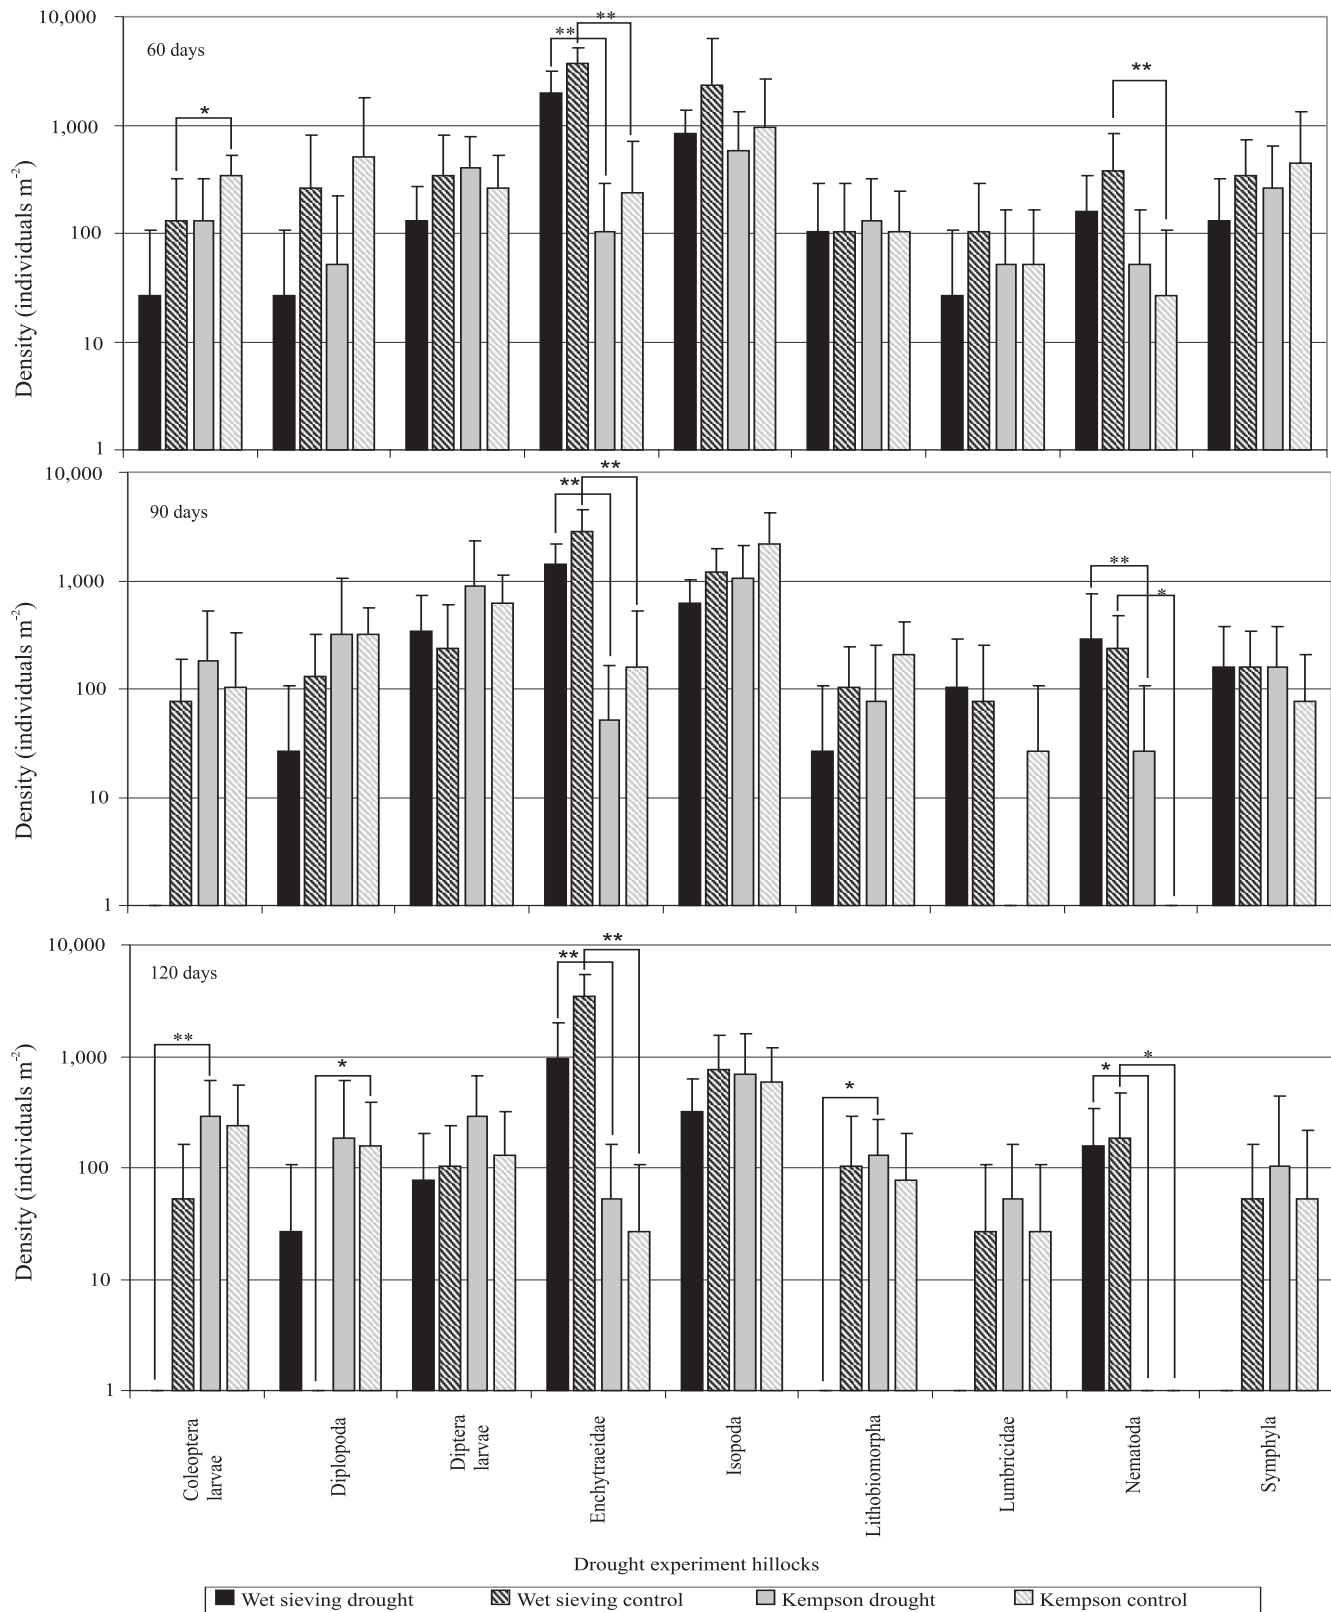 10,000
60 days
**
**
**
*
1,000
100
10
1
Density (individuals m-2)
10,000
90 days
**
**
**
*
1,000
100
10
1
Density (individuals m-2)
10,000
120 days
**
**
**
*
*
*
*
1,000
100
10
1
Density (individuals m-2)
Coleoptera
larvae
Diplopoda
Diptera
larvae
Enchytraeidae
Isopoda
Lithobiomorpha
Lumbricidae
Nematoda
Symphyla
Drought experiment hillocks
Wet sieving drought
Wet sieving control
Kempson drought
Kempson control